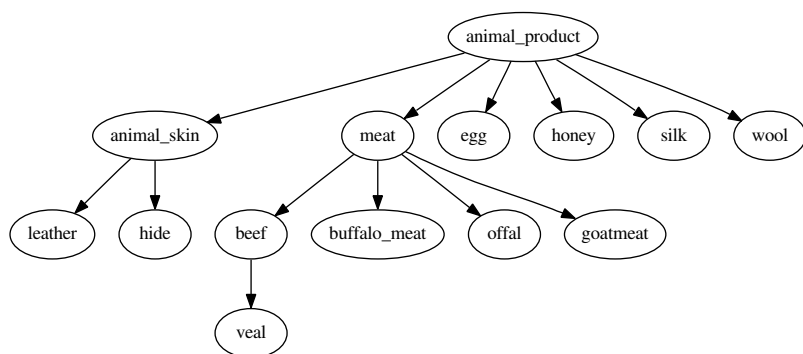 animal_product
animal_skin meat egg honey silk wool
leather hide beef buffalo_meat offal goatmeat
veal